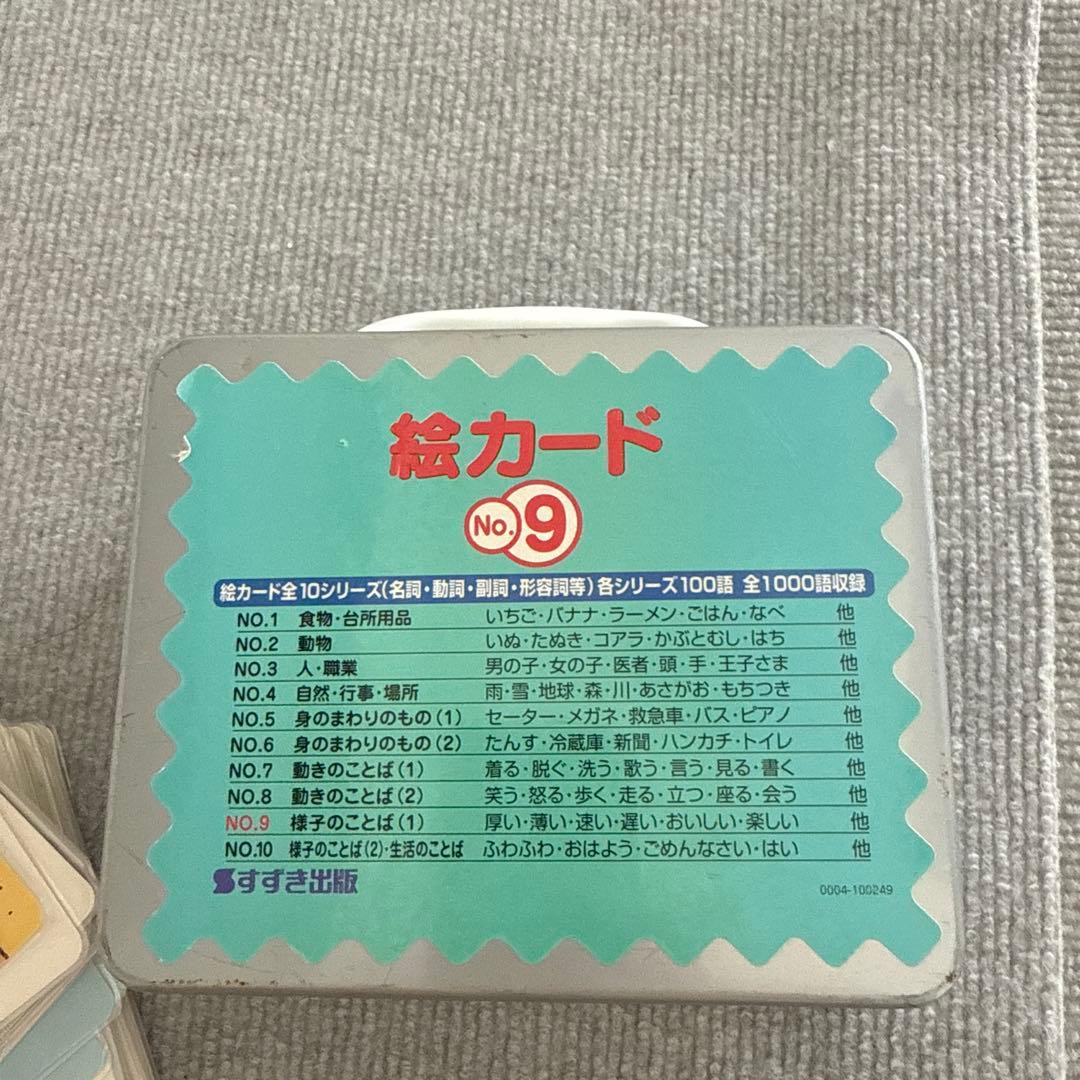 絵カード
No.9
絵カード全10シリーズ(名詞・動詞・副詞・形容詞等)各シリーズ100語 全1000語収録
NO.1 食物・台所用品 いちご・バナナ・ラーメン・ごはん・なべ 他
NO.2 動物 いぬ・たぬき・コアラ・かぶとむし・はち 他
NO.3 人・職業 男の子・女の子・医者・頭・手・王子さま 他
NO.4 自然・行事・場所 雨・雪・地球・森・川・あさがお・もちつき 他
NO.5 身のまわりのもの(1) セーター・メガネ・救急車・バス・ピアノ 他
NO.6 身のまわりのもの(2) たんす・冷蔵庫・新聞・ハンカチ・トイレ 他
NO.7 動きのことば(1) 着る・脱ぐ・洗う・歌う・言う・見る・書く 他
NO.8 動きのことば(2) 笑う・怒る・歩く・走る・立つ・座る・会う 他
NO.9 様子のことば(1) 厚い・薄い・速い・遅い・おいしい・楽しい 他
NO.10 様子のことば(2)・生活のことば ふわふわ・おはよう・ごめんなさい・はい 他
すずき出版
0004-100249